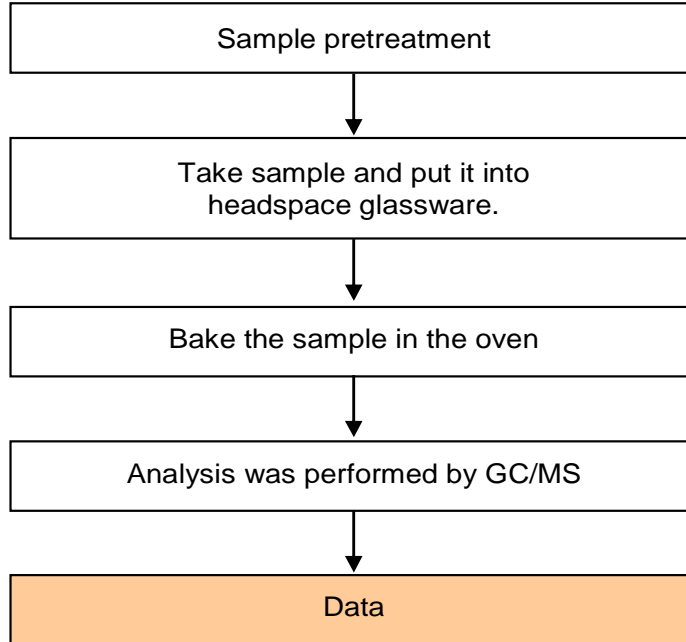 Sample pretreatment
Take sample and put it into
headspace glassware.
Bake the sample in the oven
Analysis was performed by GC/MS
Data